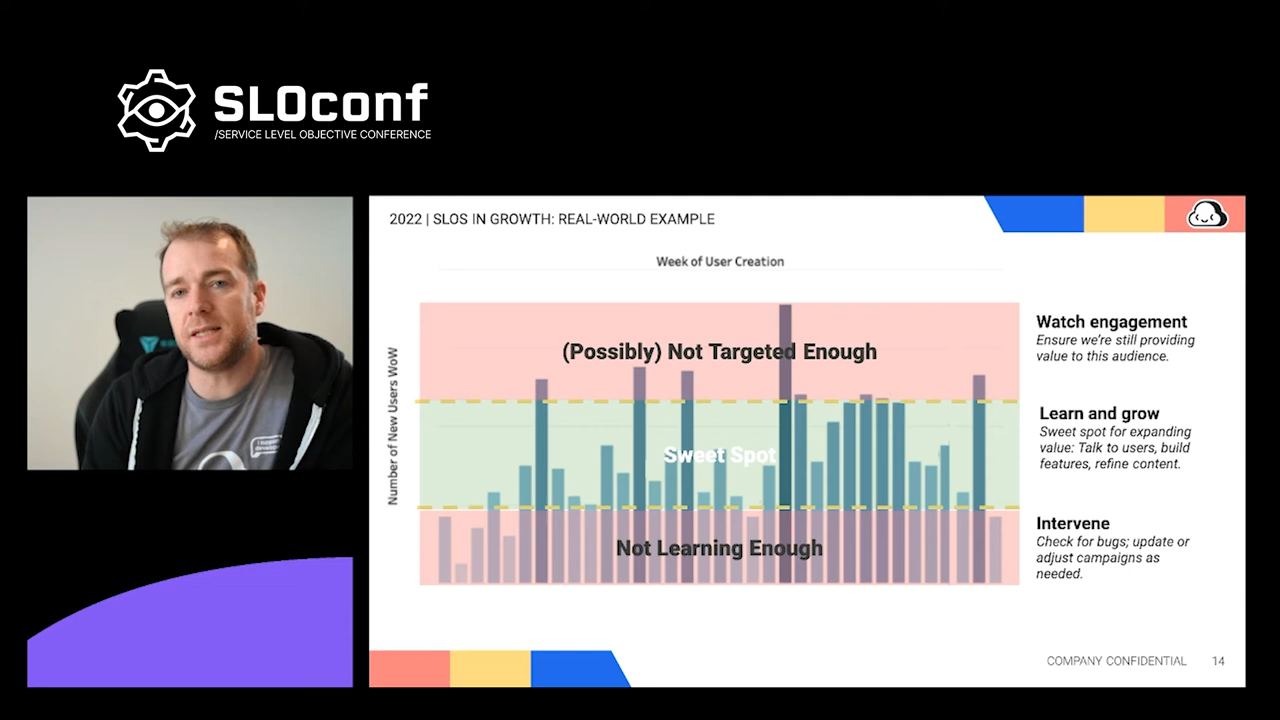 SLOconf
/SERVICE LEVEL OBJECTIVE CONFERENCE
2022 | SLOS IN GROWTH: REAL-WORLD EXAMPLE
Week of User Creation
Number of New Users WoW
(Possibly) Not Targeted Enough
Sweet Spot
Not Learning Enough
Watch engagement
Ensure we're still providing
value to this audience.
Learn and grow
Sweet spot for expanding
value: Talk to users, build
features, refine content.
Intervene
Check for bugs; update or
adjust campaigns as
needed.
COMPANY CONFIDENTIAL 14